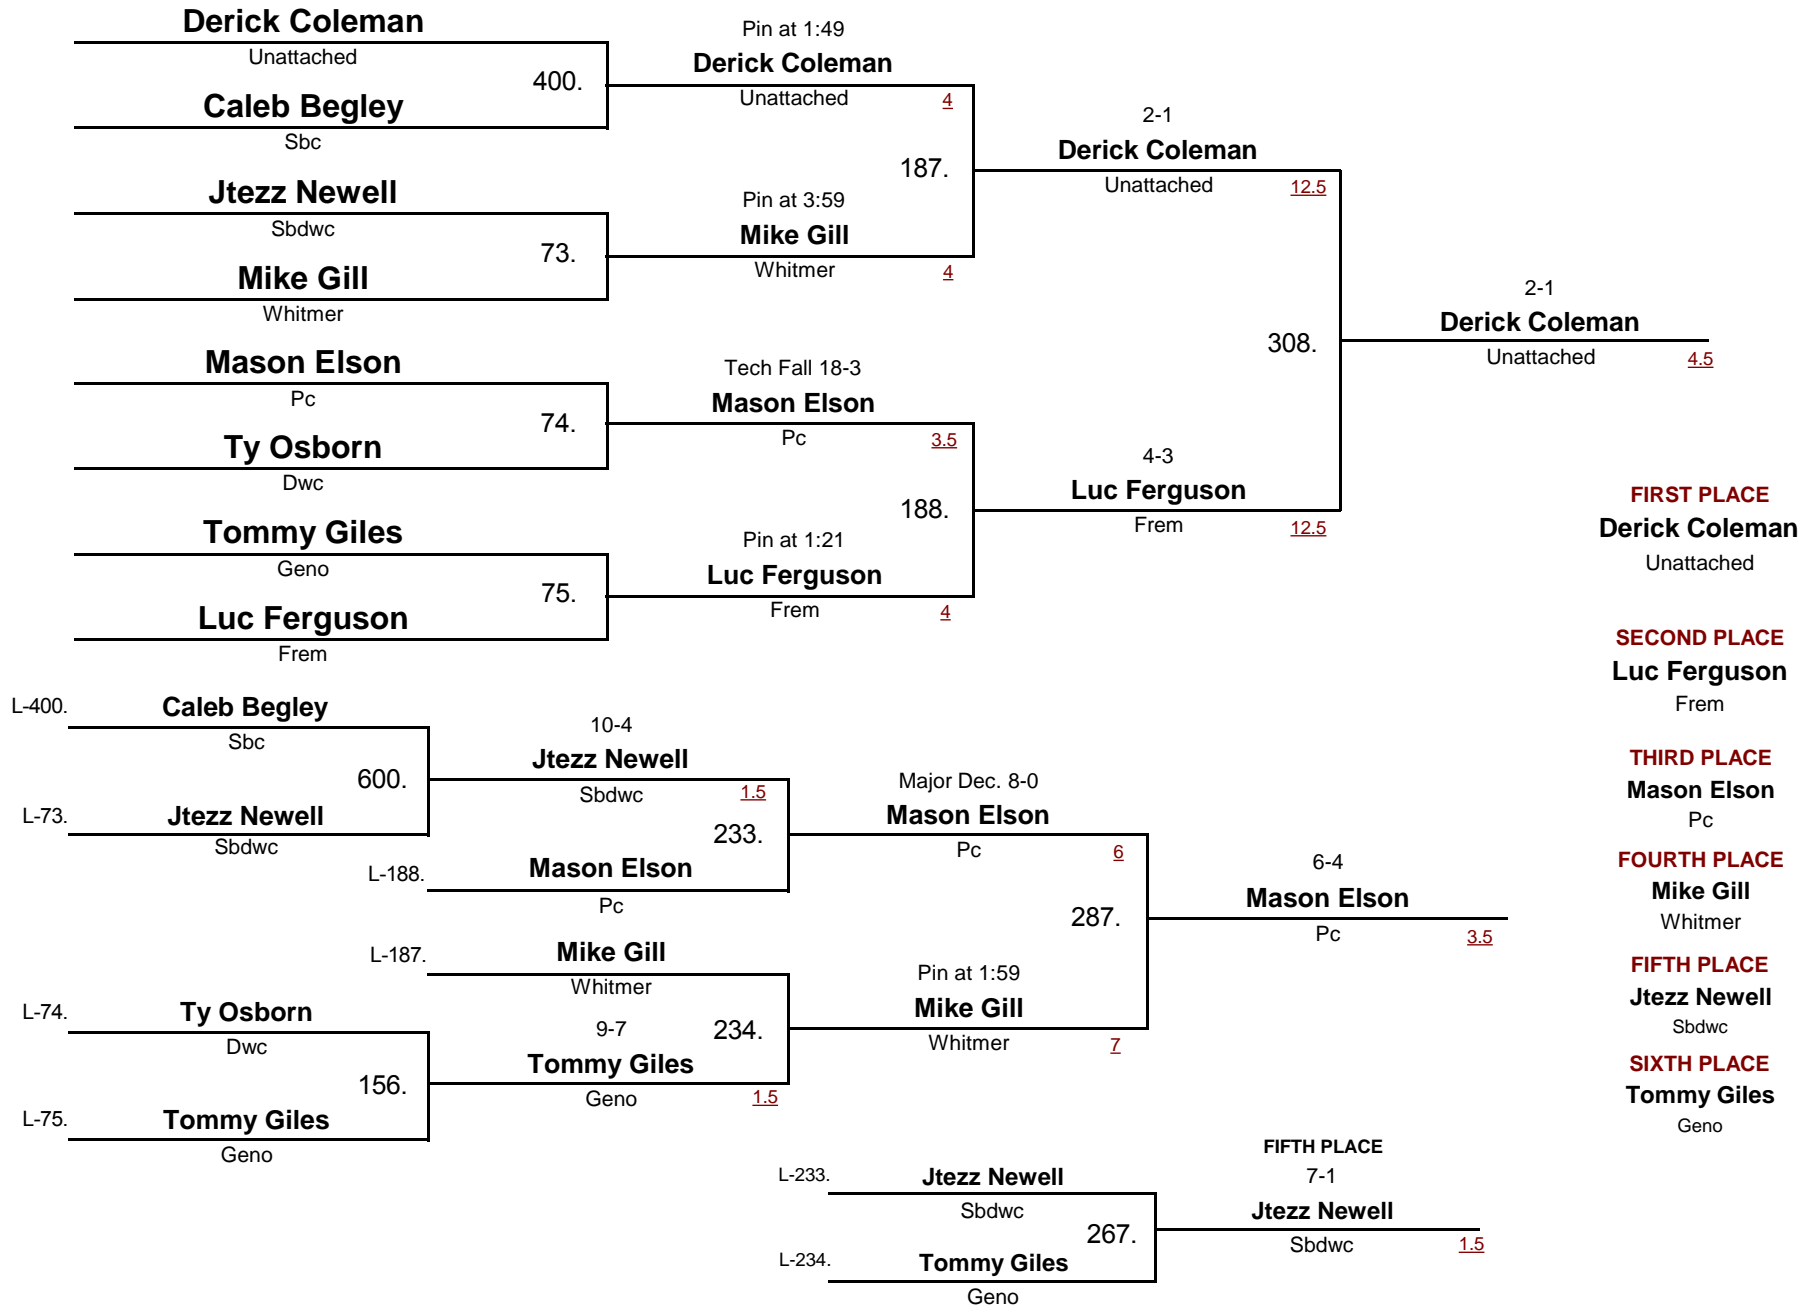 Derick Coleman
Unattached
400.
Caleb Begley
Sbc
Jtezz Newell
Sbdwc
73.
Mike Gill
Whitmer
Mason Elson
Pc
74.
Ty Osborn
Dwc
Tommy Giles
Geno
75.
Luc Ferguson
Frem
Pin at 1:49
Derick Coleman
Unattached
4
187.
Pin at 3:59
Mike Gill
Whitmer
4
Tech Fall 18-3
Mason Elson
Pc
3.5
188.
Pin at 1:21
Luc Ferguson
Frem
4
2-1
Derick Coleman
Unattached
12.5
308.
4-3
Luc Ferguson
Frem
12.5
2-1
Derick Coleman
Unattached
4.5
FIRST PLACE
Derick Coleman
Unattached
SECOND PLACE
Luc Ferguson
Frem
THIRD PLACE
Mason Elson
Pc
FOURTH PLACE
Mike Gill
Whitmer
FIFTH PLACE
Jtezz Newell
Sbdwc
SIXTH PLACE
Tommy Giles
Geno
L-400.
Caleb Begley
Sbc
600.
L-73.
Jtezz Newell
Sbdwc
10-4
Jtezz Newell
Sbdwc
1.5
233.
L-188.
Mason Elson
Pc
L-187.
Mike Gill
Whitmer
234.
L-74.
Ty Osborn
Dwc
156.
L-75.
Tommy Giles
Geno
9-7
Tommy Giles
Geno
1.5
Major Dec. 8-0
Mason Elson
Pc
6
287.
Pin at 1:59
Mike Gill
Whitmer
7
6-4
Mason Elson
Pc
3.5
L-233.
Jtezz Newell
Sbdwc
267.
L-234.
Tommy Giles
Geno
FIFTH PLACE
7-1
Jtezz Newell
Sbdwc
1.5